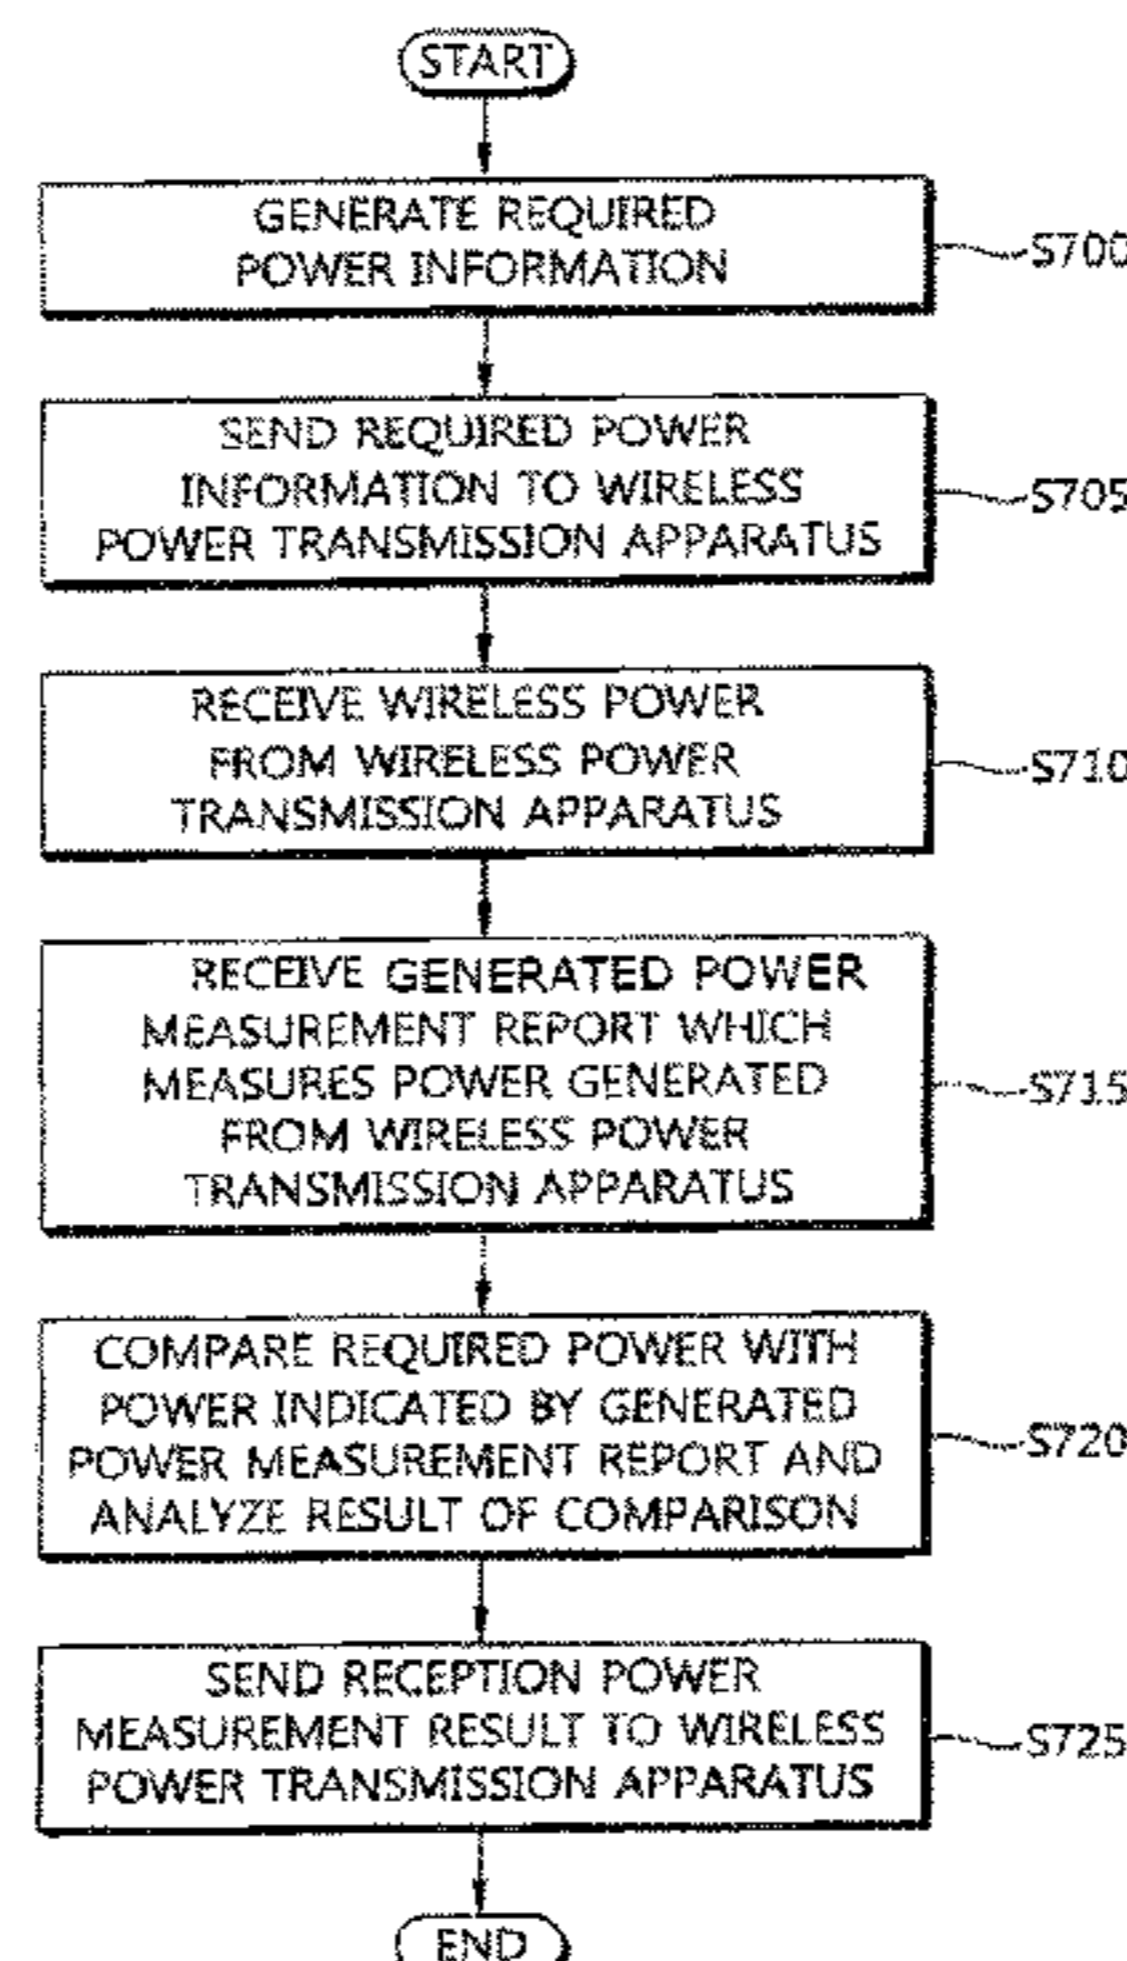 START
GENERATE REQUIRED
POWER INFORMATION
S700
SEND REQUIRED POWER
INFORMATION TO WIRELESS
POWER TRANSMISSION APPARATUS
S705
RECEIVE WIRELESS POWER
FROM WIRELESS POWER
TRANSMISSION APPARATUS
S710
RECEIVE GENERATED POWER
MEASUREMENT REPORT WHICH
MEASURES POWER GENERATED
FROM WIRELESS POWER
TRANSMISSION APPARATUS
S715
COMPARE REQUIRED POWER WITH
POWER INDICATED BY GENERATED
POWER MEASUREMENT REPORT AND
ANALYZE RESULT OF COMPARISON
S720
SEND RECEPTION POWER
MEASUREMENT RESULT TO WIRELESS
POWER TRANSMISSION APPARATUS
S725
END